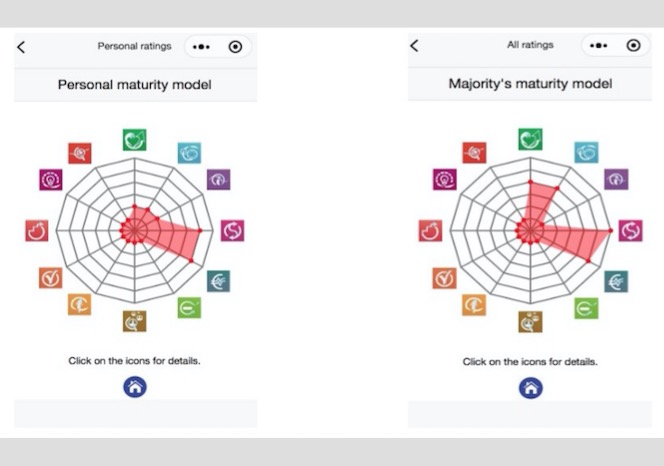 Personal ratings
Personal maturity model
Click on the icons for details.
All ratings
Majority's maturity model
Click on the icons for details.